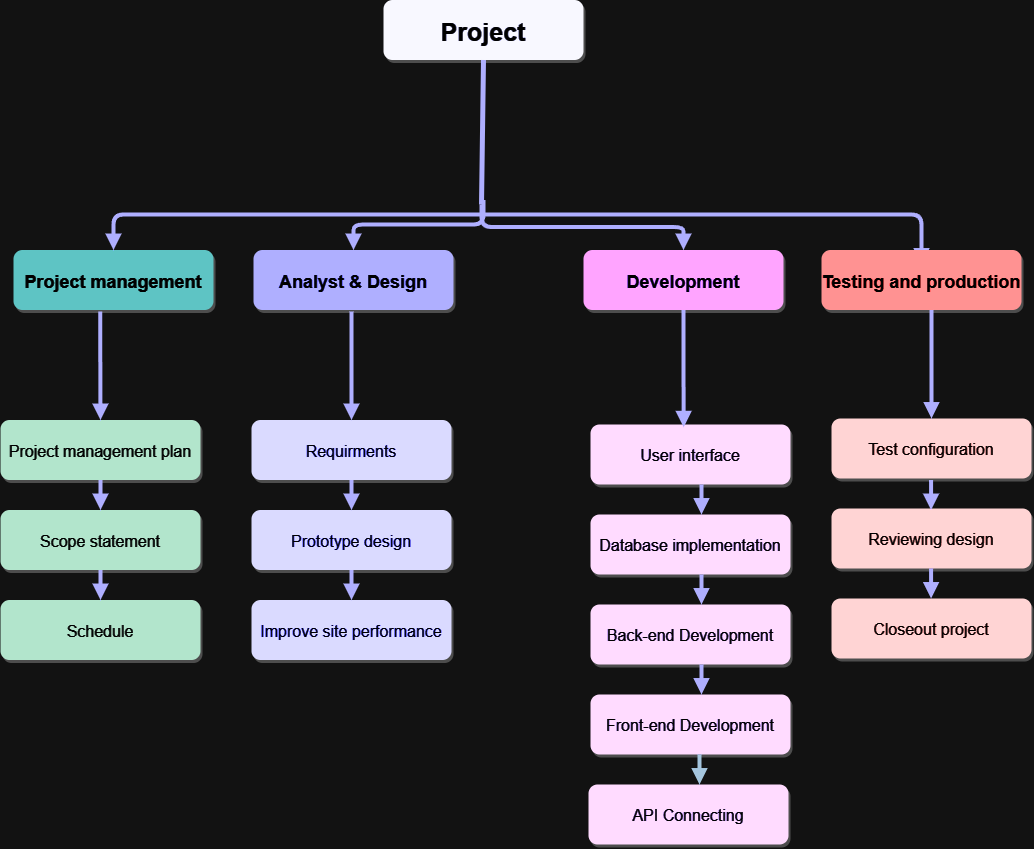 Project
Project management
Analyst & Design
Development
Testing and production
Project management plan
Scope statement
Schedule
Requirments
Prototype design
Improve site performance
User interface
Database implementation
Back-end Development
Front-end Development
API Connecting
Test configuration
Reviewing design
Closeout project